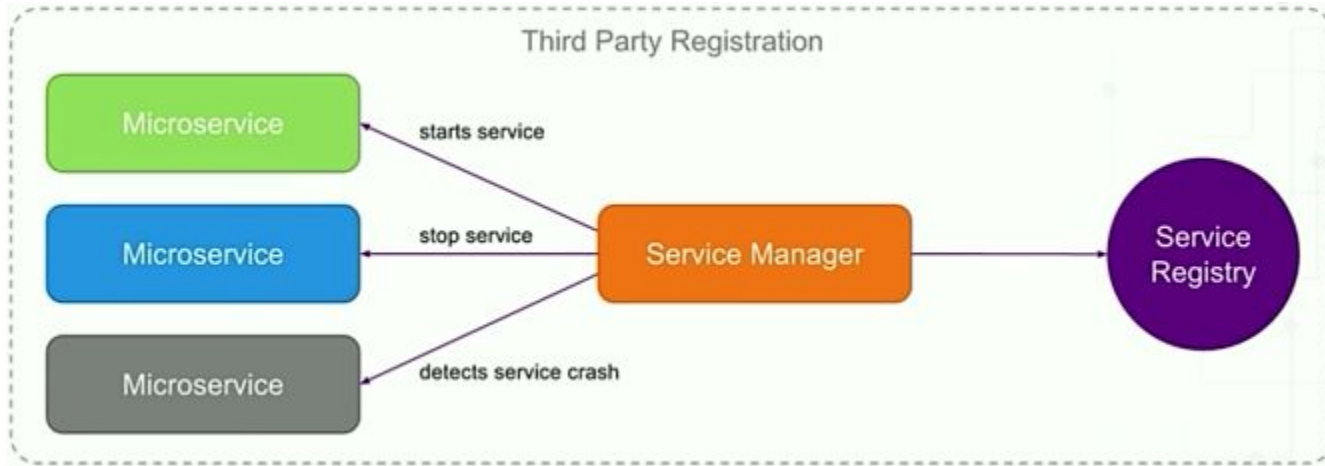 Third Party Registration
Microservice
starts service
Microservice
stop service
Service Manager
Service
Registry
Microservice
detects service crash